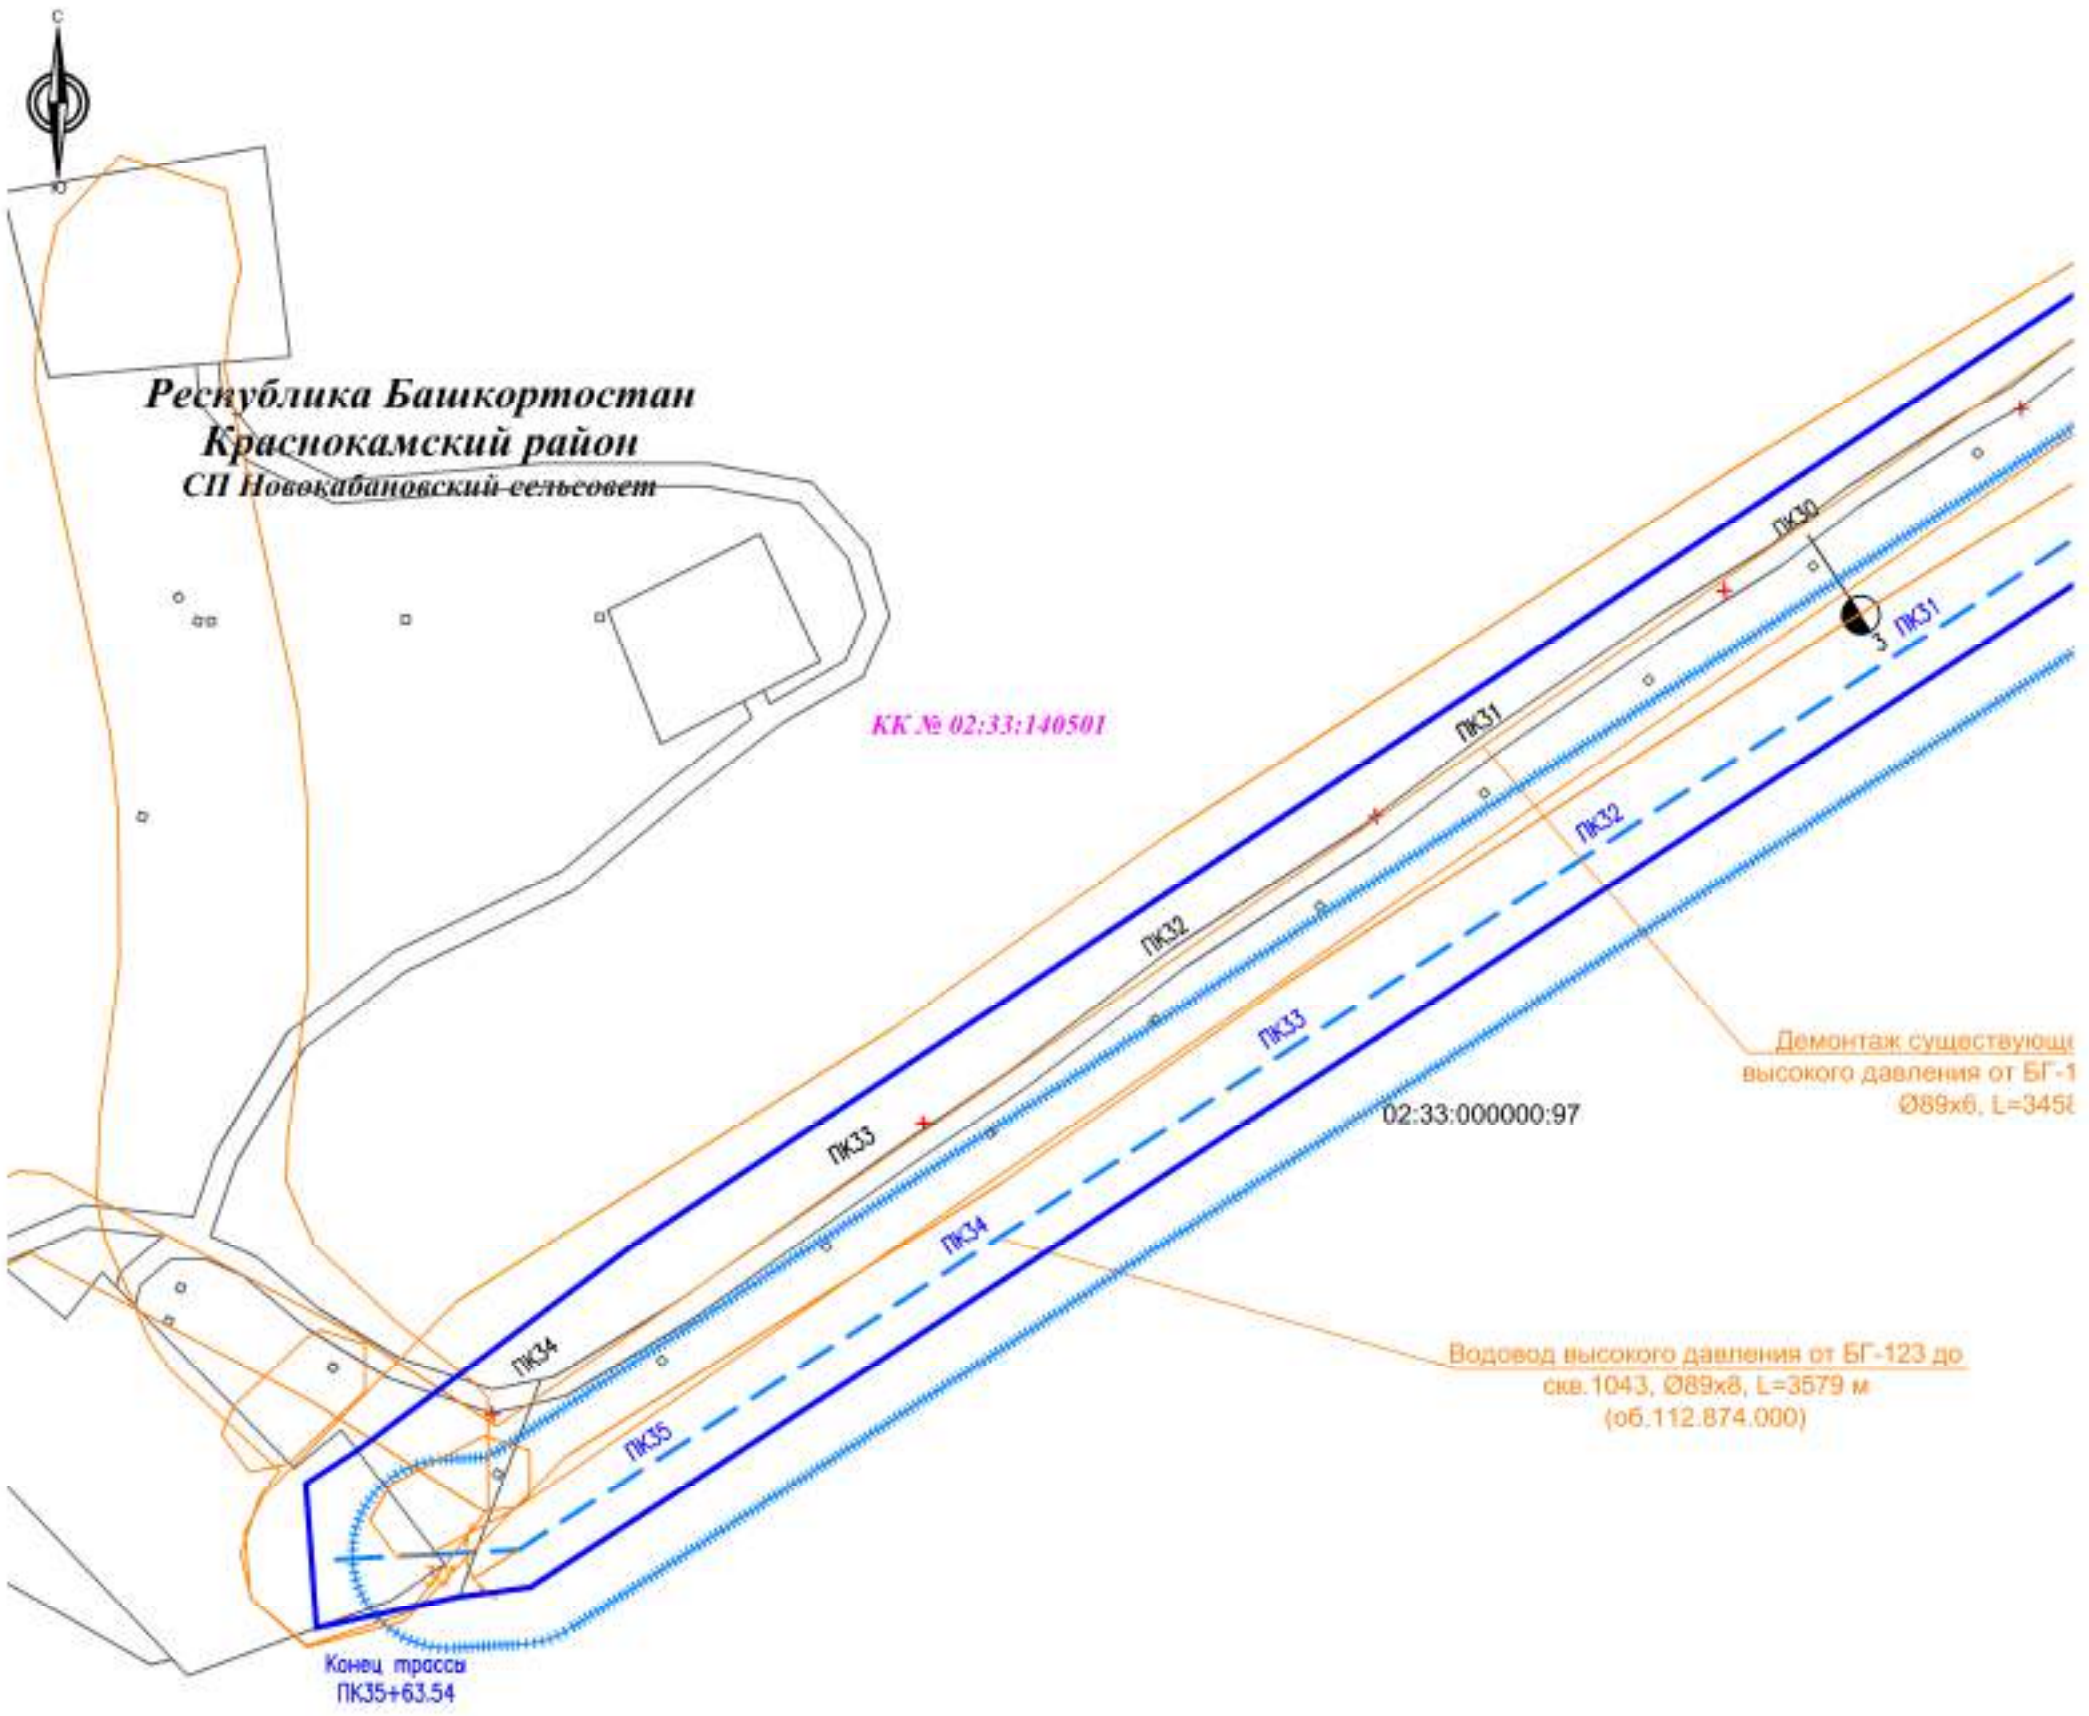 С
Ю
Республика Башкортостан
Краснокамский район
СП Новокабановский сельсовет
КК № 02:33:140501
ПК30
3
ПК31
ПК31
ПК32
ПК32
ПК33
ПК33
02:33:000000:97
Демонтаж существующ
высокого давления от БГ-1
Ø89х6, L=345
ПК34
ПК34
ПК35
Водовод высокого давления от БГ-123 до
скв.1043, Ø89х8, L=3579 м
(об.112.874.000)
Конец трассы
ПК35+63.54